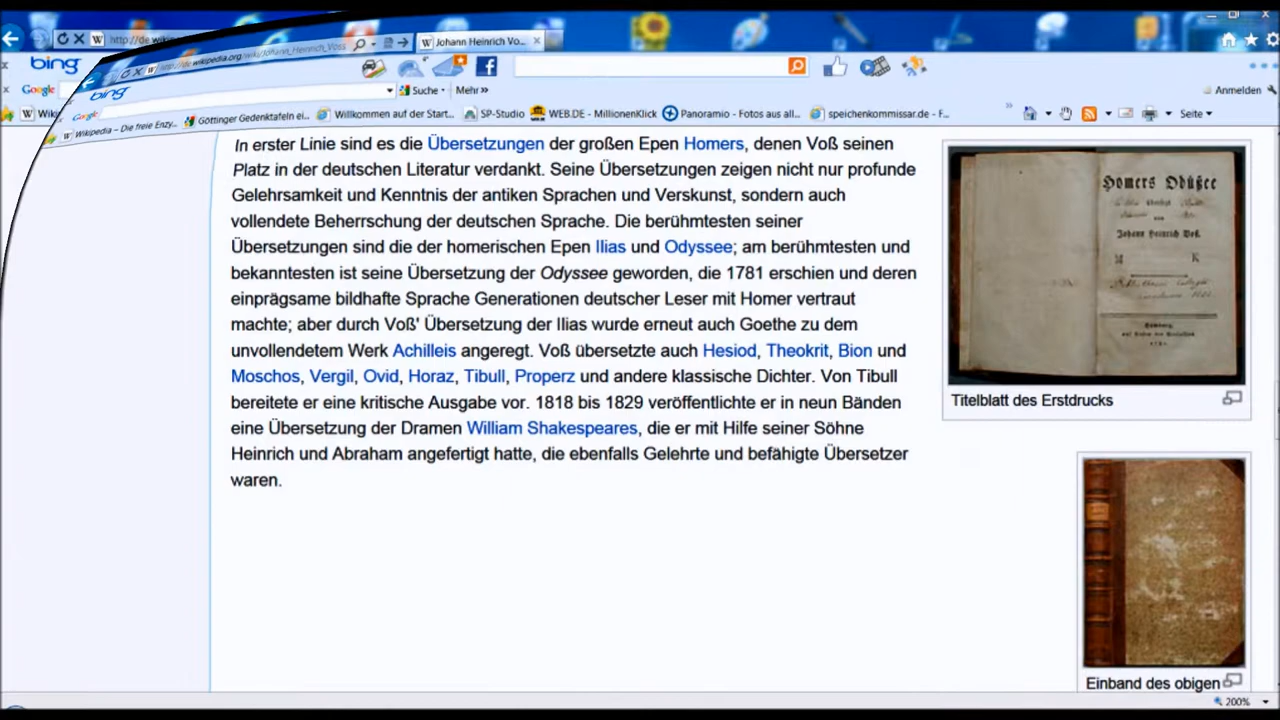 http://de.wikipedia.org/wiki/Johann_Heinrich_Voss
Johann Heinrich Vo...
bing
bing
Google
Google
Suche
Mehr »
Anmelden
Wikipedia – Die freie Enzy...
Göttinger Gedenktafeln ei...
Willkommen auf der Start...
SP-Studio
WEB.DE - MillionenKlick
Panoramio - Fotos aus all...
speichenkommissar.de - F...
Seite
In erster Linie sind es die Übersetzungen der großen Epen Homers, denen Voß seinen
Platz in der deutschen Literatur verdankt. Seine Übersetzungen zeigen nicht nur profunde
Gelehrsamkeit und Kenntnis der antiken Sprachen und Verskunst, sondern auch
vollendete Beherrschung der deutschen Sprache. Die berühmtesten seiner
Übersetzungen sind die der homerischen Epen Ilias und Odyssee; am berühmtesten und
bekanntesten ist seine Übersetzung der Odyssee geworden, die 1781 erschien und deren
einprägsame bildhafte Sprache Generationen deutscher Leser mit Homer vertraut
machte; aber durch Voß' Übersetzung der Ilias wurde erneut auch Goethe zu dem
unvollendetem Werk Achilleis angeregt. Voß übersetzte auch Hesiod, Theokrit, Bion und
Moschos, Vergil, Ovid, Horaz, Tibull, Properz und andere klassische Dichter. Von Tibull
bereitete er eine kritische Ausgabe vor. 1818 bis 1829 veröffentlichte er in neun Bänden
eine Übersetzung der Dramen William Shakespeares, die er mit Hilfe seiner Söhne
Heinrich und Abraham angefertigt hatte, die ebenfalls Gelehrte und befähigte Übersetzer
waren.
Homers Odüßee
von
Johann Heinrich Voß.
Hamburg,
Titelblatt des Erstdrucks
Einband des obigen
200%